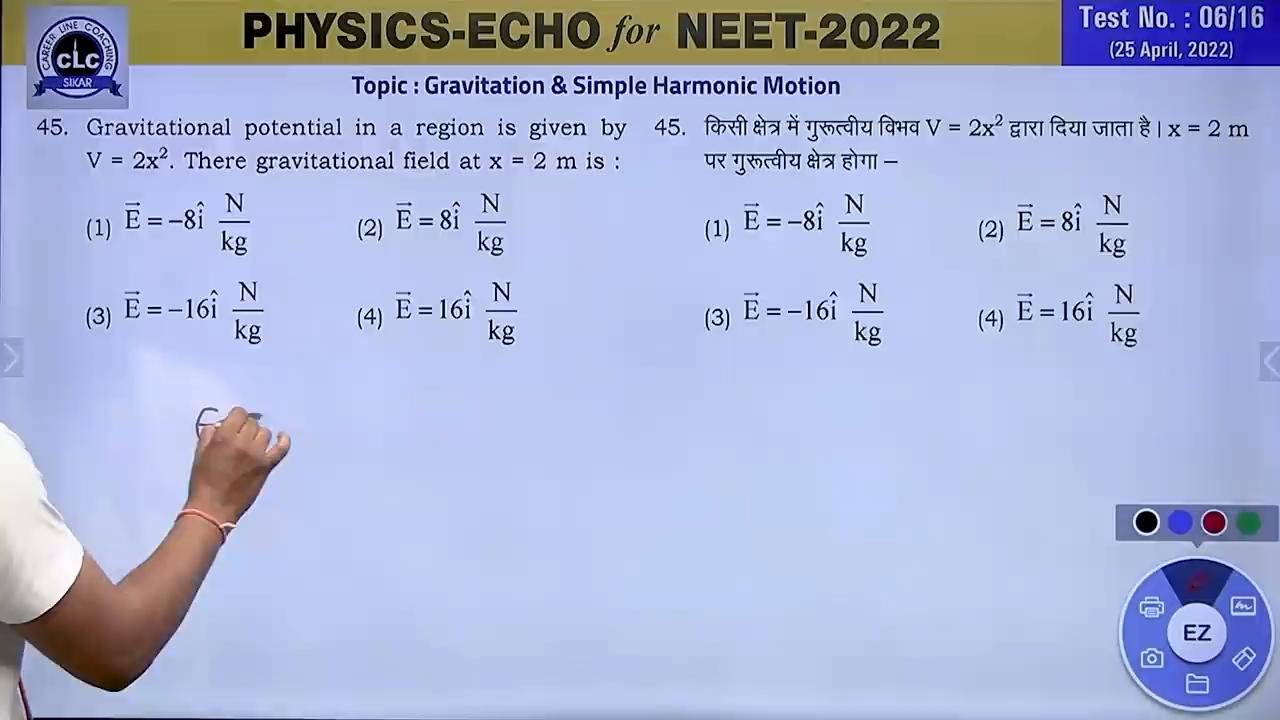 CAREER LINE COACHING
CLC
SIKAR
PHYSICS-ECHO for NEET-2022
Test No. : 06/16
(25 April, 2022)
Topic : Gravitation & Simple Harmonic Motion
45. Gravitational potential in a region is given by
V = 2x². There gravitational field at x = 2 m is :
(1) E⃗ = –8î N/kg
(2) E⃗ = 8î N/kg
(3) E⃗ = –16î N/kg
(4) E⃗ = 16î N/kg
45. किसी क्षेत्र में गुरूत्वीय विभव V = 2x² द्वारा दिया जाता है। x = 2 m
पर गुरूत्वीय क्षेत्र होगा –
(1) E⃗ = –8î N/kg
(2) E⃗ = 8î N/kg
(3) E⃗ = –16î N/kg
(4) E⃗ = 16î N/kg
EZ